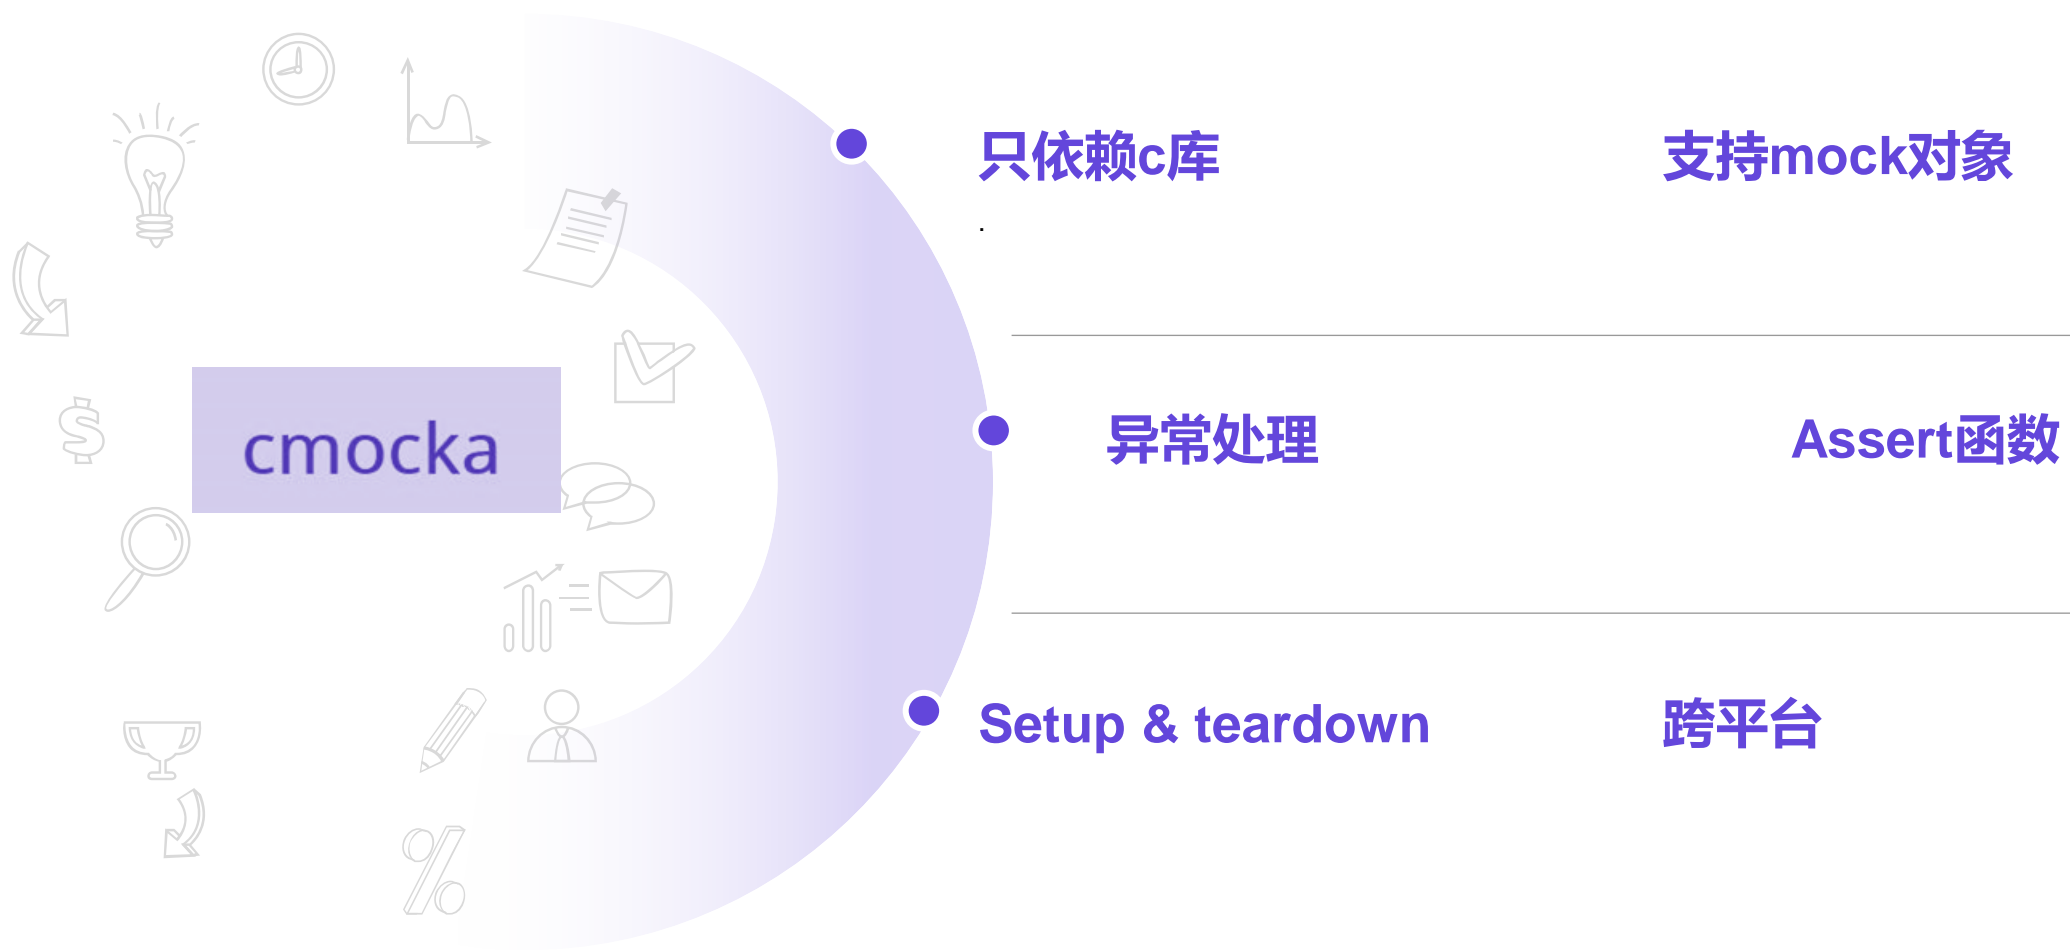 cmocka
只依赖c库
支持mock对象
.
异常处理
Assert函数
Setup & teardown
跨平台